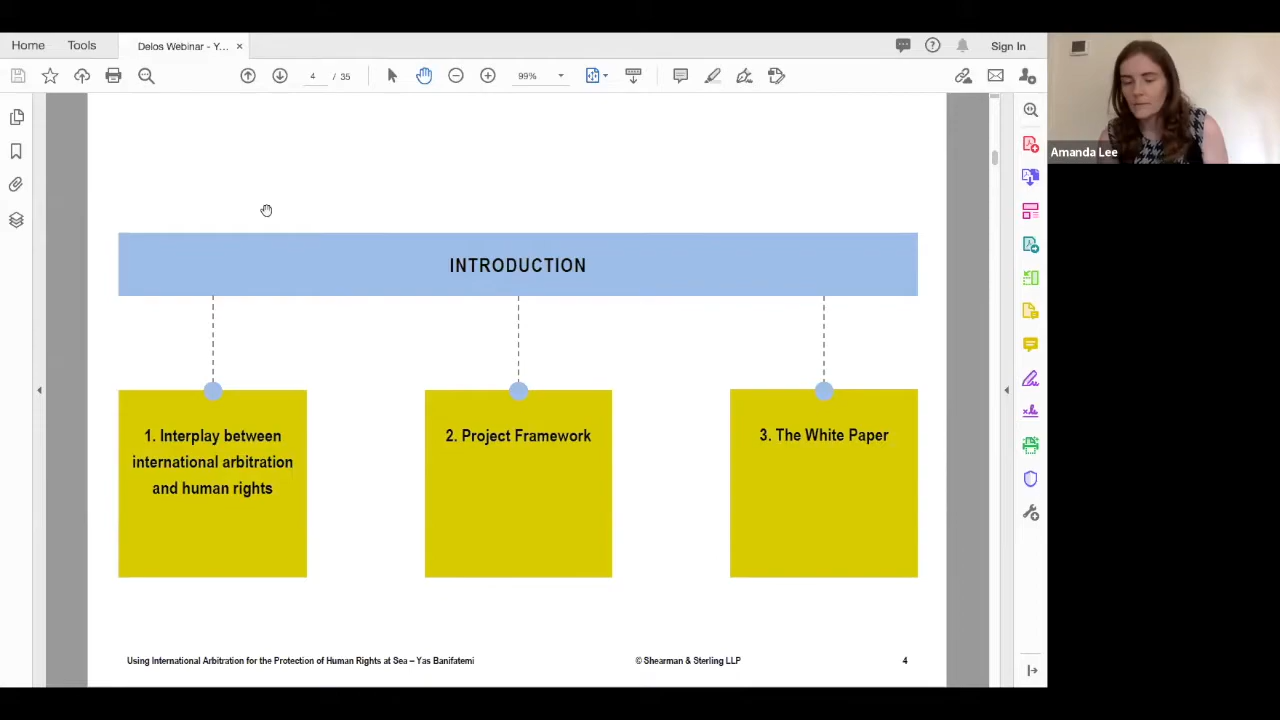 Home
Tools
Delos Webinar - Y... ×
Sign In
4 / 35
99%
Amanda Lee
INTRODUCTION
1. Interplay between
international arbitration
and human rights
2. Project Framework
3. The White Paper
Using International Arbitration for the Protection of Human Rights at Sea – Yas Banifatemi
© Shearman & Sterling LLP
4